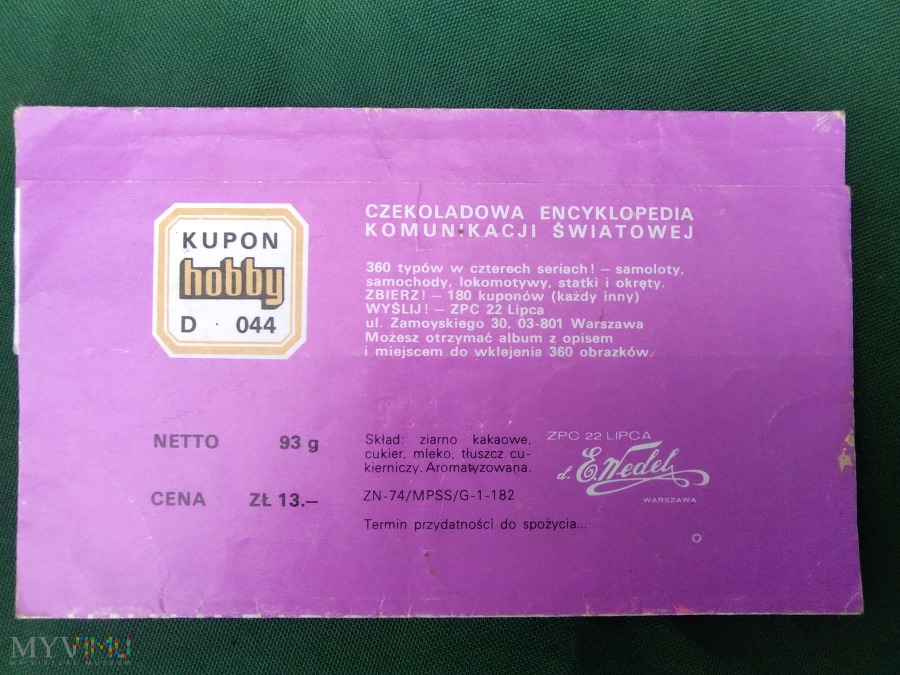 KUPON
hobby
D · 044
CZEKOLADOWA ENCYKLOPEDIA
KOMUNIKACJI ŚWIATOWEJ
360 typów w czterech seriach! – samoloty,
samochody, lokomotywy, statki i okręty.
ZBIERZ! – 180 kuponów (każdy inny)
WYŚLIJ! – ZPC 22 Lipca
ul. Zamoyskiego 30, 03-801 Warszawa
Możesz otrzymać album z opisem
i miejscem do wklejenia 360 obrazków.
NETTO 93 g
CENA ZŁ 13.—
Skład: ziarno kakaowe,
cukier, mleko, tłuszcz cu-
kierniczy. Aromatyzowana.
ZN-74/MPSS/G-1-182
Termin przydatności do spożycia...
ZPC 22 LIPCA
d. E. Wedel
WARSZAWA
MYVIMU
MY VIRTUAL MUSEUM